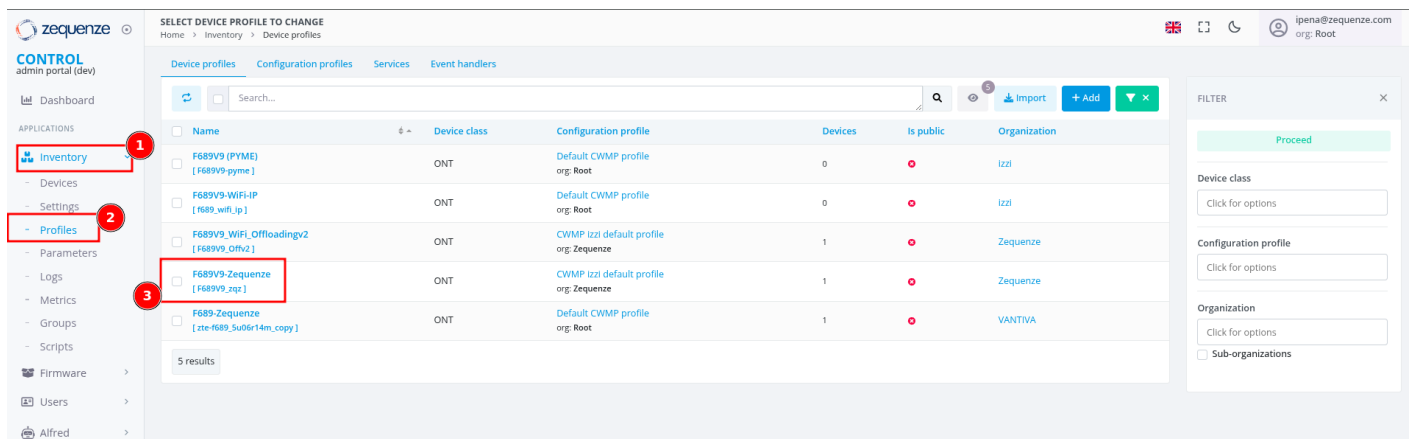 zequenze
SELECT DEVICE PROFILE TO CHANGE
Home > Inventory > Device profiles
ipena@zequenze.com
org: Root
CONTROL
admin portal (dev)
Dashboard
APPLICATIONS
Inventory
1
Devices
Settings
2
Profiles
Parameters
Logs
Metrics
Groups
Scripts
Firmware
Users
Alfred
Device profiles Configuration profiles Services Event handlers
Search... 5 Import + Add
Name Device class Configuration profile Devices Is public Organization
F689V9 (PYME) ONT Default CWMP profile 0 izzi
[ F689V9-pyme ] org: Root
F689V9-WiFi-IP ONT Default CWMP profile 0 izzi
[ f689_wifi_ip ] org: Root
F689V9_WiFi_Offloadingv2 ONT CWMP izzi default profile 1 Zequenze
[ F689V9_Offv2 ] org: Zequenze
F689V9-Zequenze ONT CWMP izzi default profile 1 Zequenze
[ F689V9_zqz ] org: Zequenze
3
F689-Zequenze ONT Default CWMP profile 1 VANTIVA
[ zte-f689_5u06r14m_copy ] org: Root
5 results
FILTER
Proceed
Device class
Click for options
Configuration profile
Click for options
Organization
Click for options
Sub-organizations